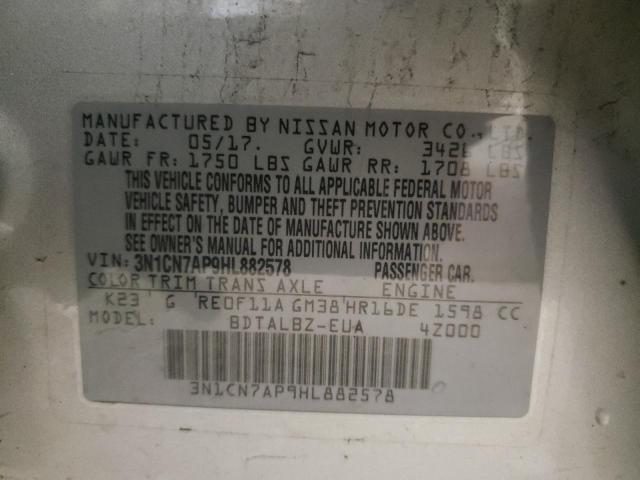 MANUFACTURED BY NISSAN MOTOR CO., LTD.
DATE: 05/17. GVWR: 3426 LBS
GAWR FR: 1750 LBS GAWR RR: 1708 LBS
THIS VEHICLE CONFORMS TO ALL APPLICABLE FEDERAL MOTOR
VEHICLE SAFETY, BUMPER AND THEFT PREVENTION STANDARDS
IN EFFECT ON THE DATE OF MANUFACTURE SHOWN ABOVE.
SEE OWNER'S MANUAL FOR ADDITIONAL INFORMATION.
VIN: 3N1CN7AP9HL882578 PASSENGER CAR.
COLOR TRIM TRANS AXLE ENGINE
K23 G RE0F11A GM38 HR16DE 1598 CC
MODEL: BDTALBZ-EUA 4Z000
3N1CN7AP9HL882578